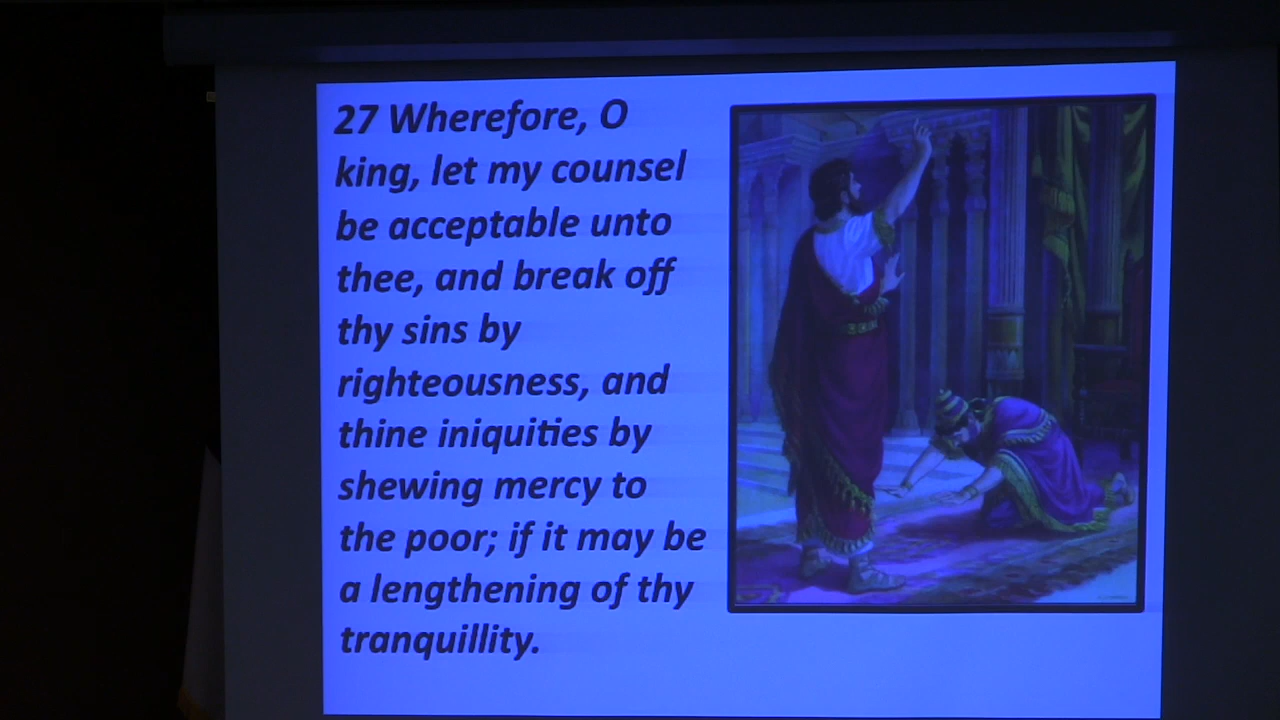 27 Wherefore, O
king, let my counsel
be acceptable unto
thee, and break off
thy sins by
righteousness, and
thine iniquities by
shewing mercy to
the poor; if it may be
a lengthening of thy
tranquillity.